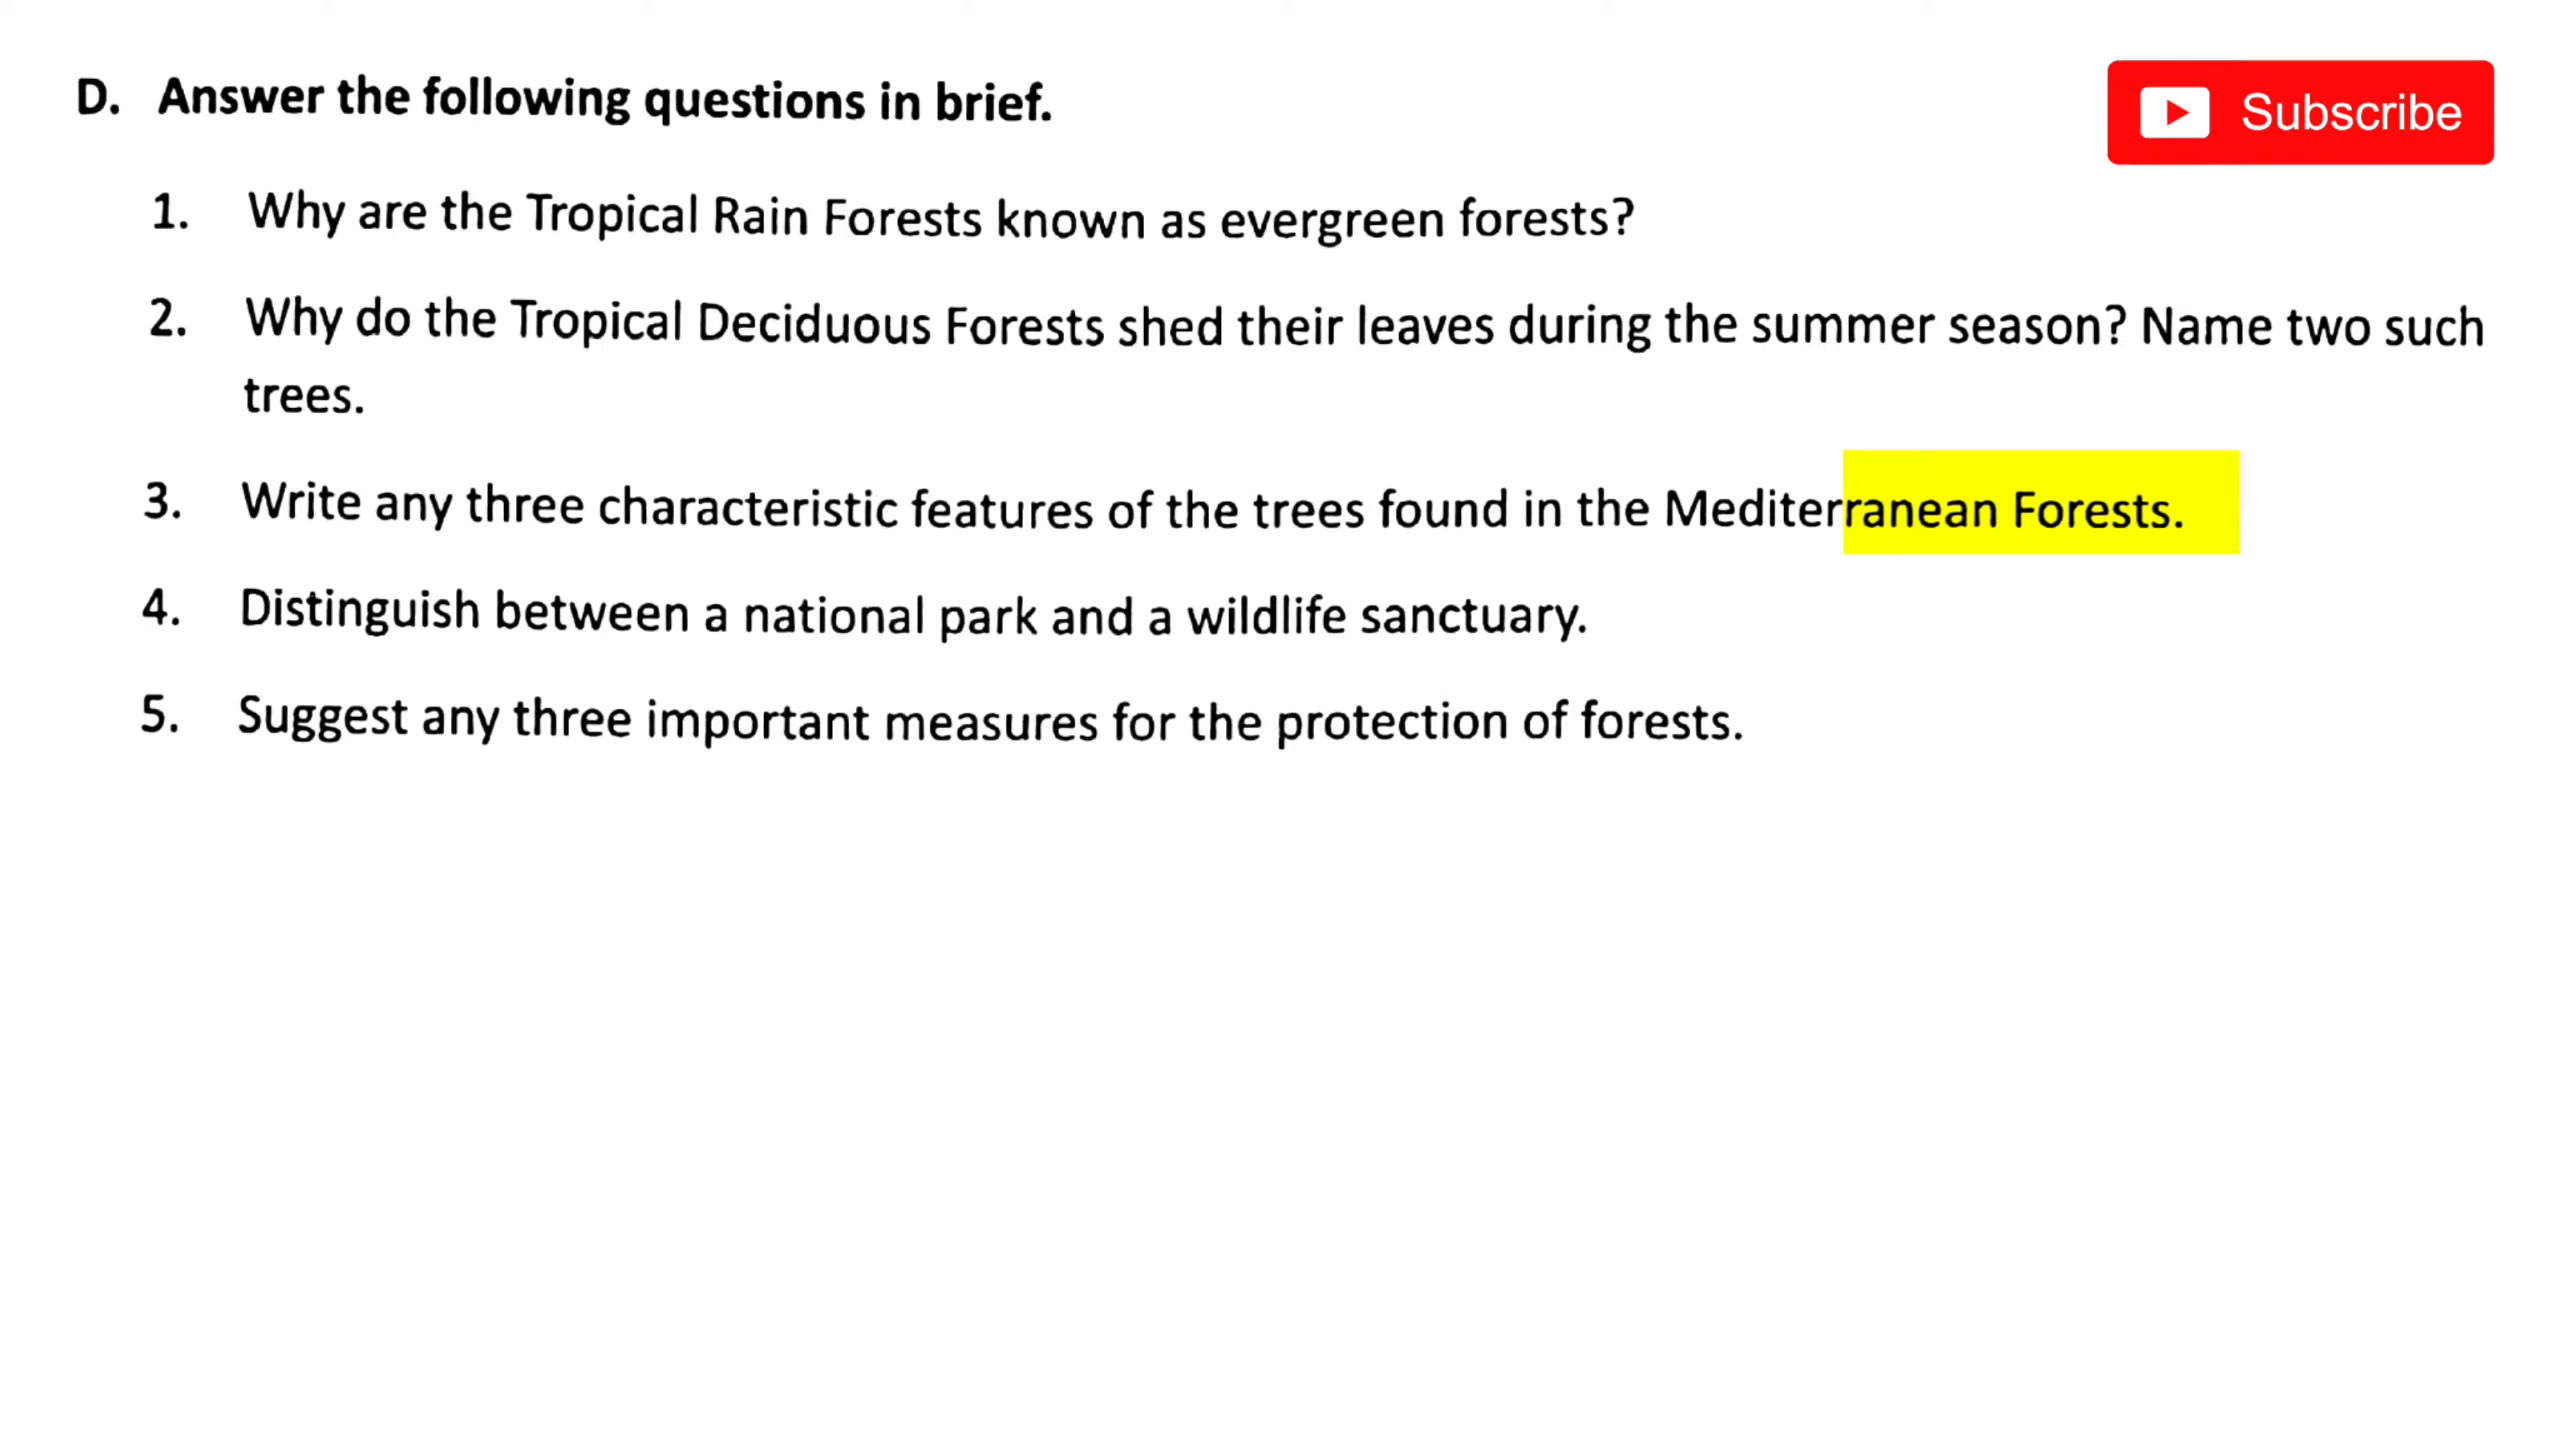 D. Answer the following questions in brief.
Subscribe
1. Why are the Tropical Rain Forests known as evergreen forests?
2. Why do the Tropical Deciduous Forests shed their leaves during the summer season? Name two such
trees.
3. Write any three characteristic features of the trees found in the Mediterranean Forests.
4. Distinguish between a national park and a wildlife sanctuary.
5. Suggest any three important measures for the protection of forests.